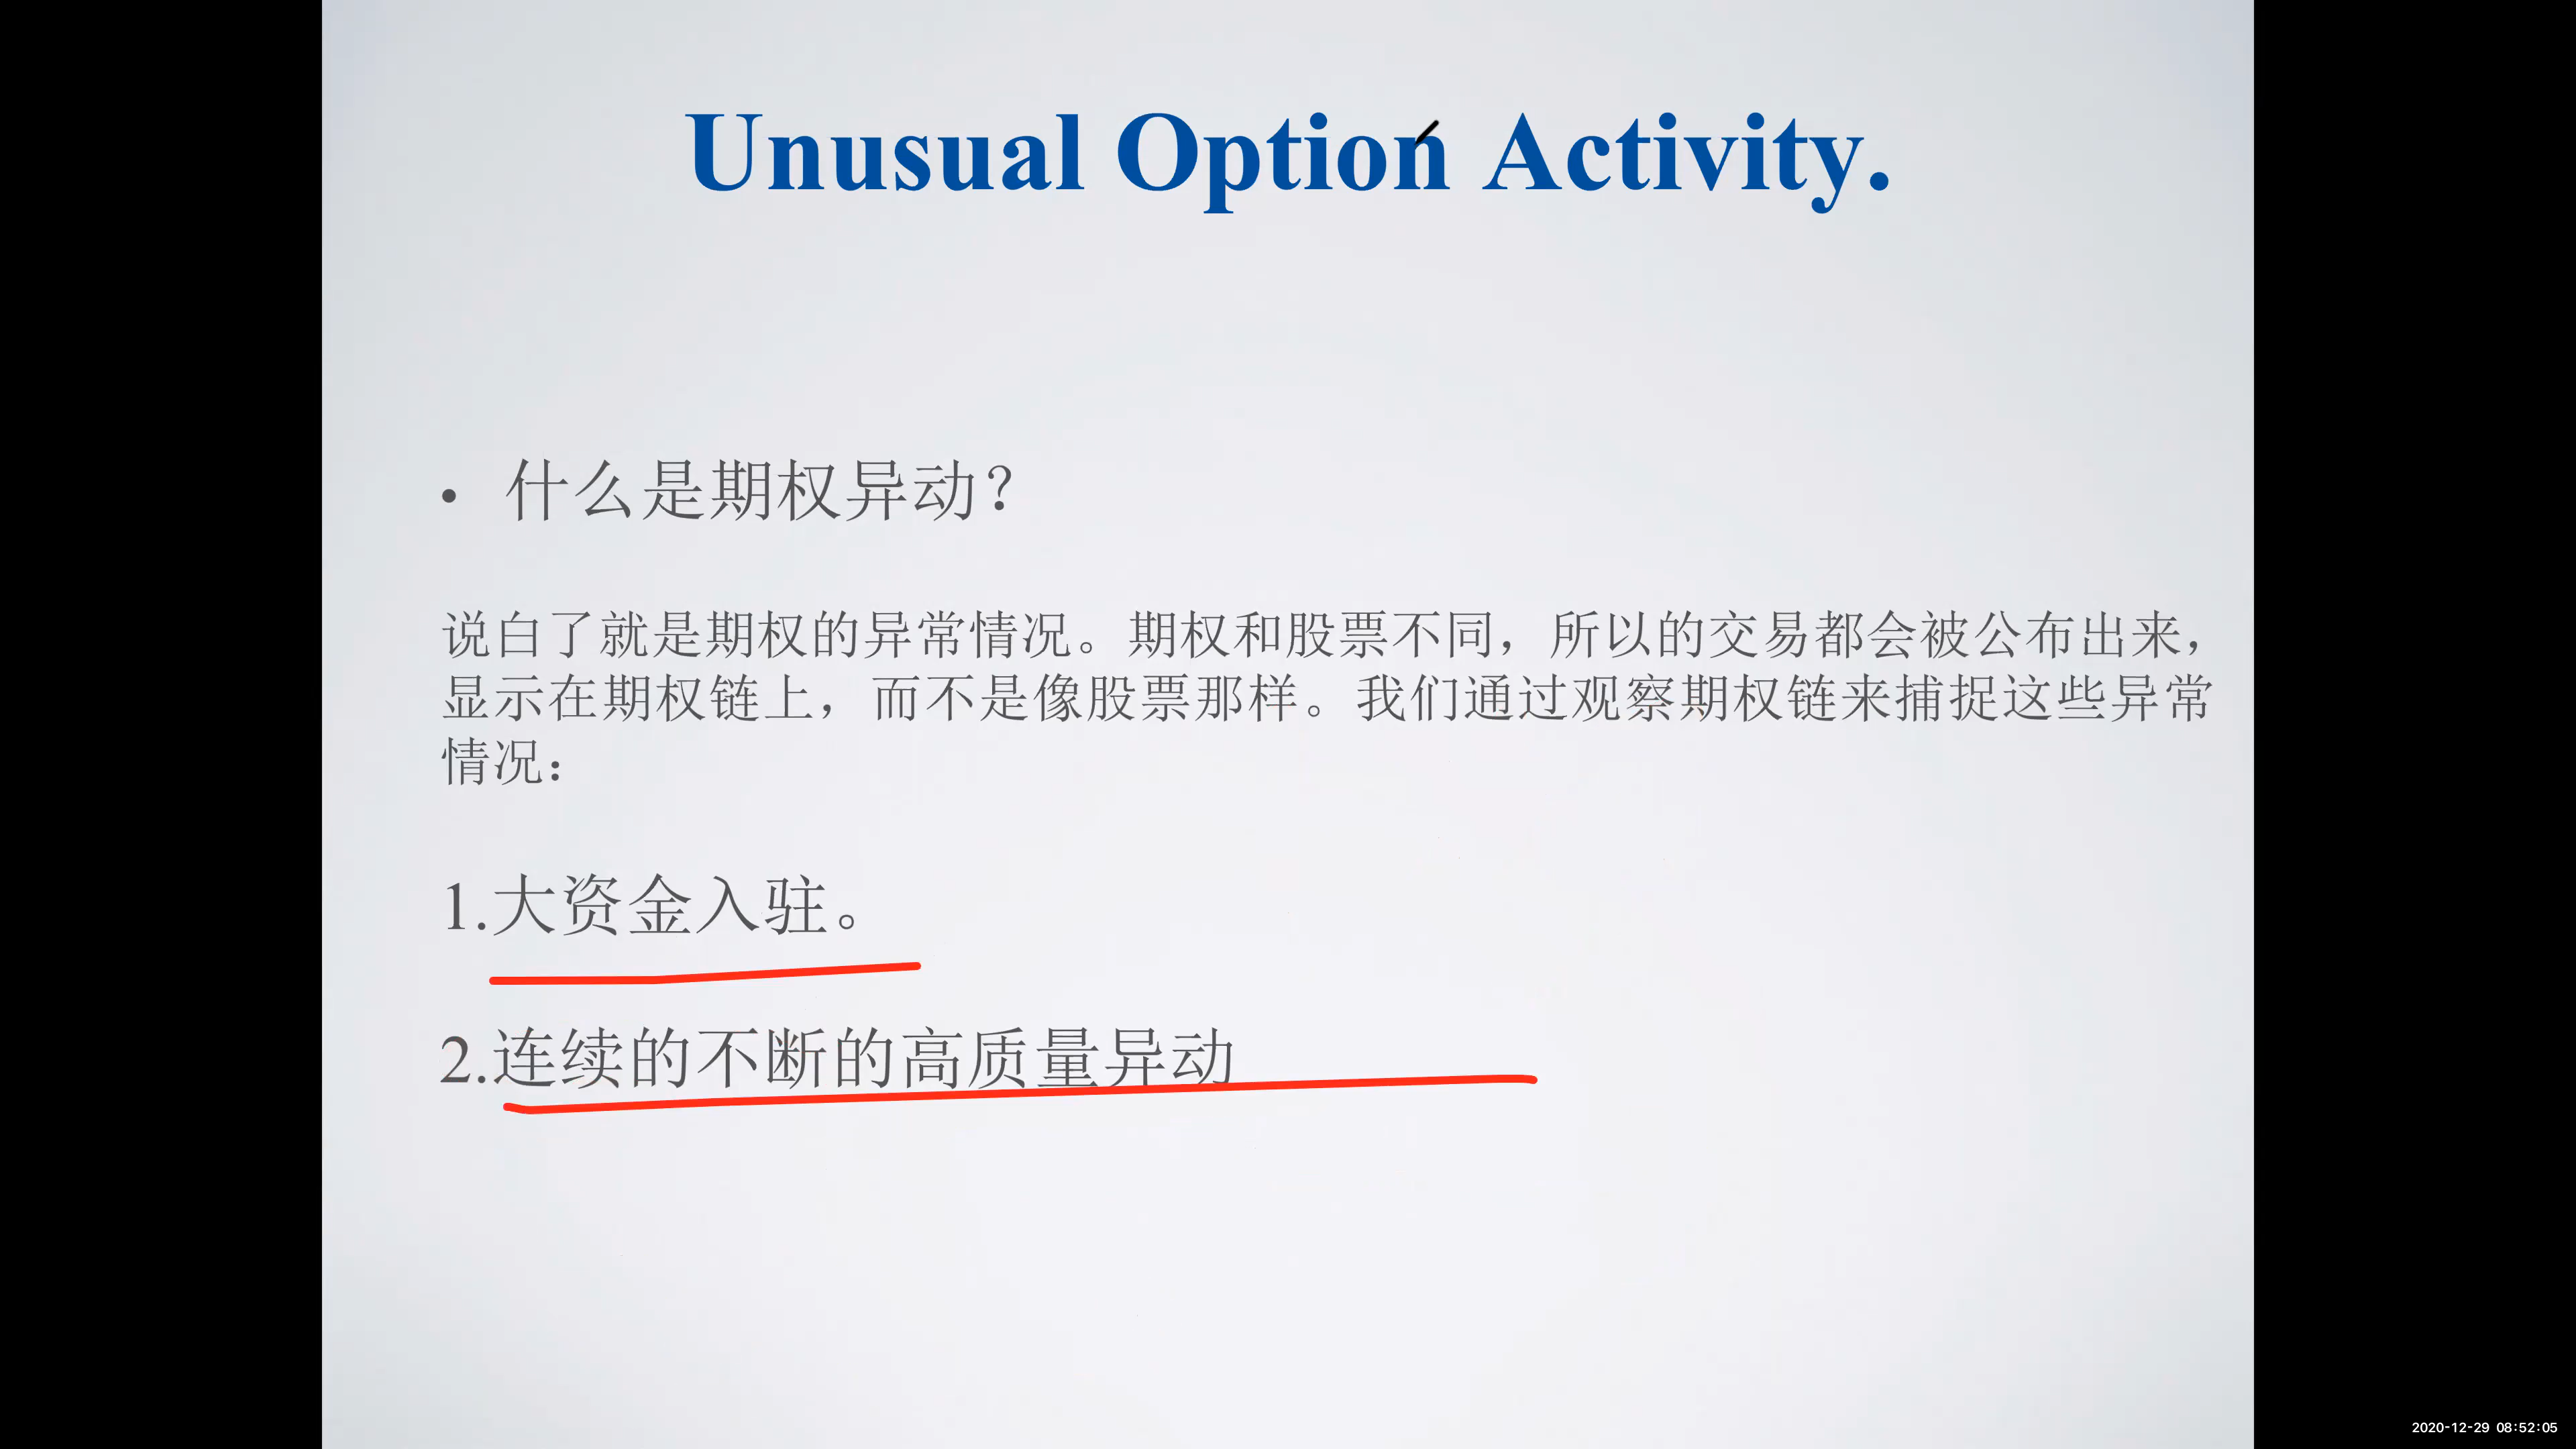 Unusual Option Activity.
• 什么是期权异动？
说白了就是期权的异常情况。期权和股票不同，所以的交易都会被公布出来，
显示在期权链上，而不是像股票那样。我们通过观察期权链来捕捉这些异常
情况：
1.大资金入驻。
2.连续的不断的高质量异动
2020-12-29 08:52:05